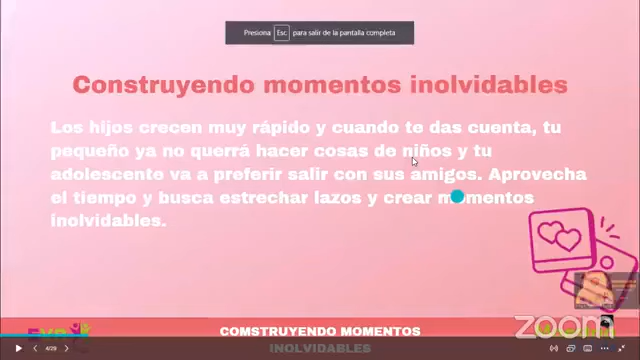 Presiona Esc para salir de la pantalla completa
Construyendo momentos inolvidables
Los hijos crecen muy rápido y cuando te das cuenta, tu
pequeño ya no querrá hacer cosas de niños y tu
adolescente va a preferir salir con sus amigos. Aprovecha
el tiempo y busca estrechar lazos y crear momentos
inolvidables.
COMSTRUYENDO MOMENTOS
INOLVIDABLES
4/29
zoom